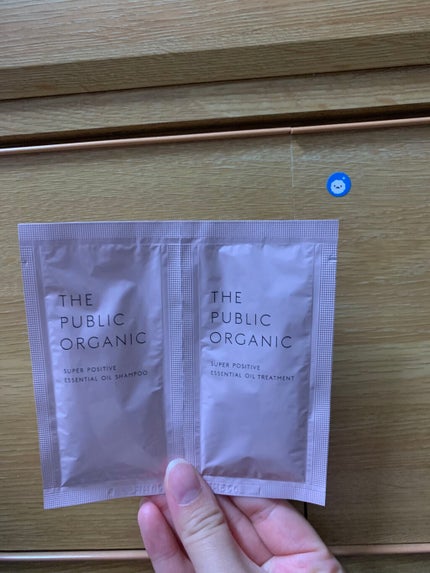 THE
PUBLIC
ORGANIC
SUPER POSITIVE
ESSENTIAL OIL SHAMPOO
THE
PUBLIC
ORGANIC
SUPER POSITIVE
ESSENTIAL OIL TREATMENT